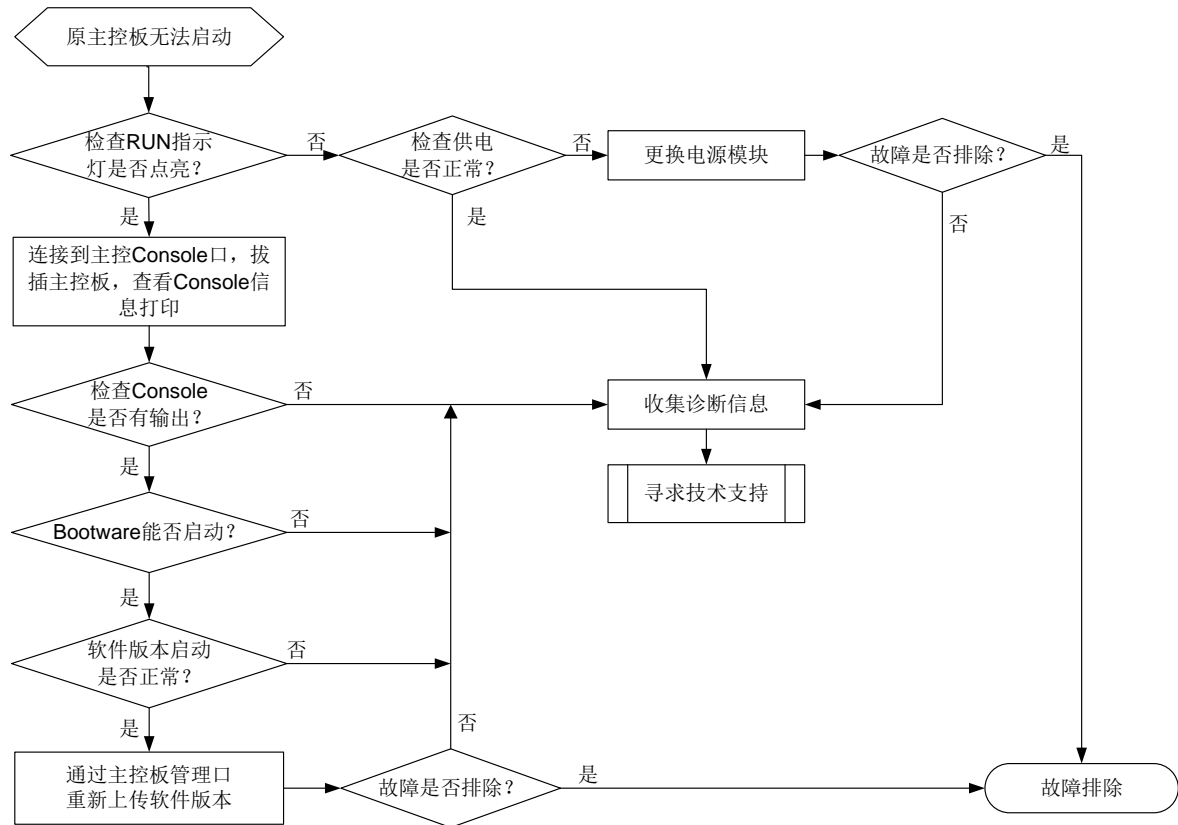 原主控板无法启动
检查RUN指示
灯是否点亮？
否
检查供电
是否正常？
否
更换电源模块
故障是否排除？
是
是
是
否
连接到主控Console口，拔
插主控板，查看Console信
息打印
检查Console
是否有输出？
否
收集诊断信息
是
寻求技术支持
Bootware能否启动？
否
是
软件版本启动
是否正常？
否
是
否
通过主控板管理口
重新上传软件版本
故障是否排除？
是
故障排除